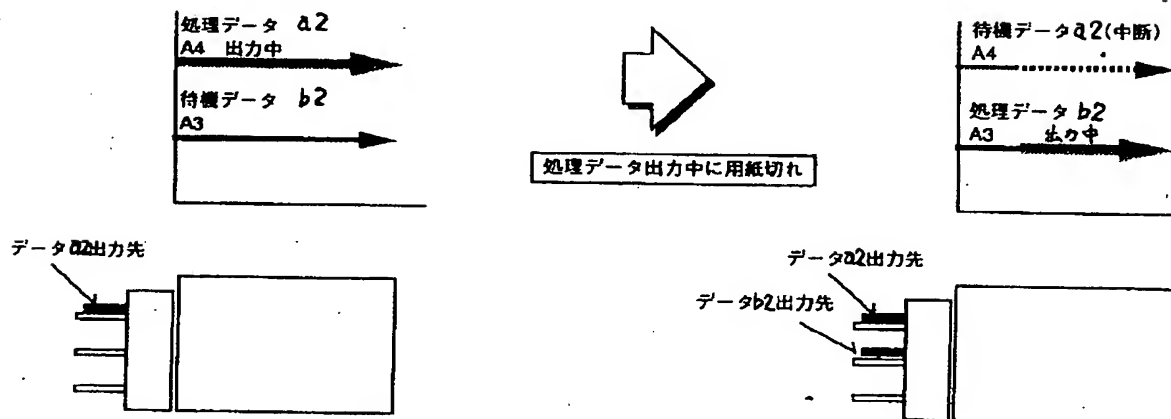 処理データ a2
A4 出力中
待機データ b2
A3
処理データ出力中に用紙切れ
待機データa2(中断)
A4
処理データ b2
A3 出力中
データa2出力先
データa2出力先
データb2出力先